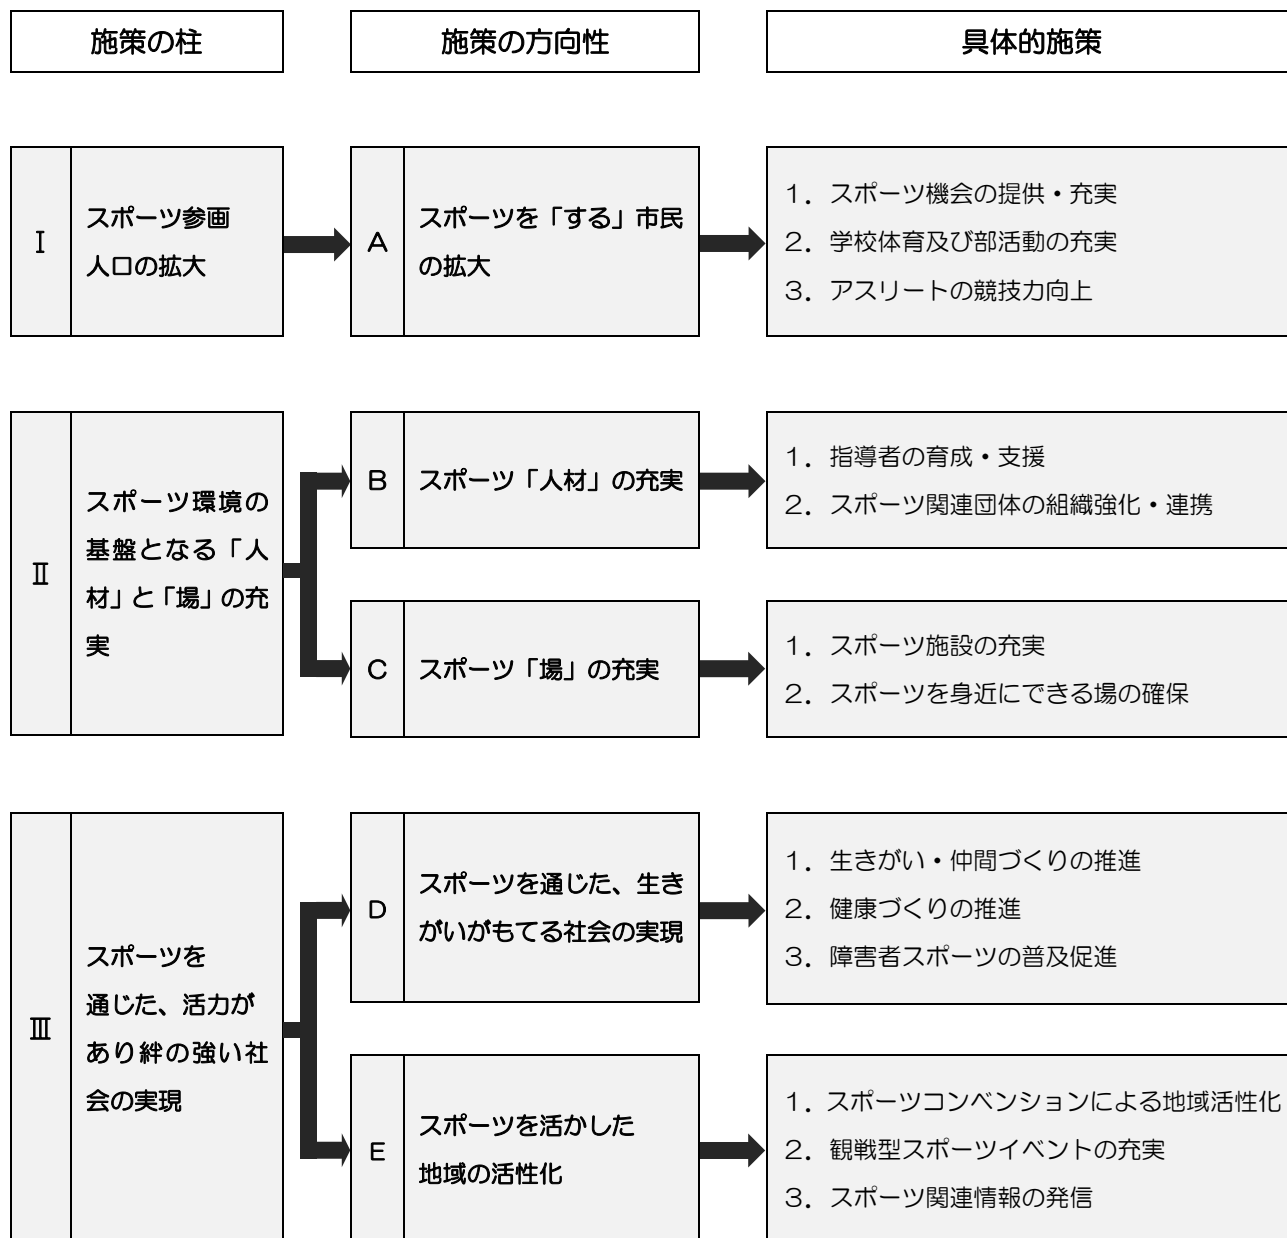 施策の柱
施策の方向性
具体的施策
Ⅰ
スポーツ参画
人口の拡大
A
スポーツを「する」市民
の拡大
1．スポーツ機会の提供・充実
2．学校体育及び部活動の充実
3．アスリートの競技力向上
Ⅱ
スポーツ環境の
基盤となる「人
材」と「場」の充
実
B
スポーツ「人材」の充実
1．指導者の育成・支援
2．スポーツ関連団体の組織強化・連携
C
スポーツ「場」の充実
1．スポーツ施設の充実
2．スポーツを身近にできる場の確保
Ⅲ
スポーツを
通じた、活力が
あり絆の強い社
会の実現
D
スポーツを通じた、生き
がいがもてる社会の実現
1．生きがい・仲間づくりの推進
2．健康づくりの推進
3．障害者スポーツの普及促進
E
スポーツを活かした
地域の活性化
1．スポーツコンベンションによる地域活性化
2．観戦型スポーツイベントの充実
3．スポーツ関連情報の発信